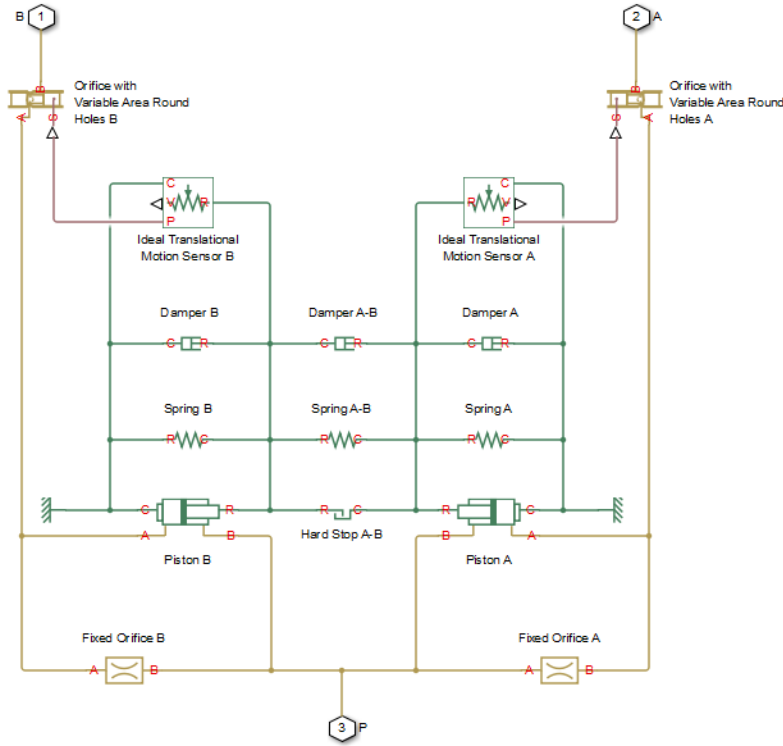 B 1
2 A
B
A
S
Orifice with
Variable Area Round
Holes B
B
S
A
Orifice with
Variable Area Round
Holes A
C
V R
P
Ideal Translational
Motion Sensor B
C
R V
P
Ideal Translational
Motion Sensor A
Damper B
C R
Damper A-B
C R
Damper A
C R
Spring B
R C
Spring A-B
R C
Spring A
R C
C R
A B
Piston B
R C
Hard Stop A-B
R C
B A
Piston A
Fixed Orifice B
A B
Fixed Orifice A
A B
3 P